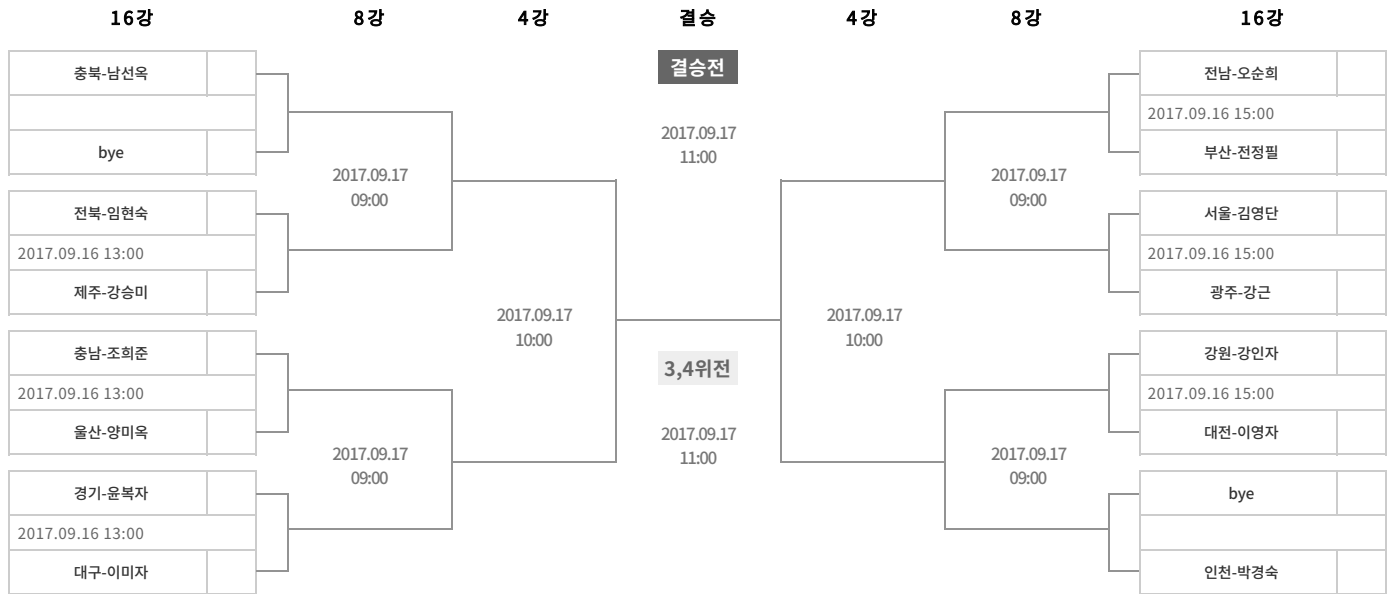 16강 8강 4강 결승 4강 8강 16강
충북-남선옥
bye
전북-임현숙
2017.09.16 13:00
제주-강승미
충남-조희준
2017.09.16 13:00
울산-양미옥
경기-윤복자
2017.09.16 13:00
대구-이미자
2017.09.17
09:00
2017.09.17
09:00
2017.09.17
10:00
결승전
2017.09.17
11:00
3,4위전
2017.09.17
11:00
2017.09.17
10:00
2017.09.17
09:00
2017.09.17
09:00
전남-오순희
2017.09.16 15:00
부산-전정필
서울-김영단
2017.09.16 15:00
광주-강근
강원-강인자
2017.09.16 15:00
대전-이영자
bye
인천-박경숙